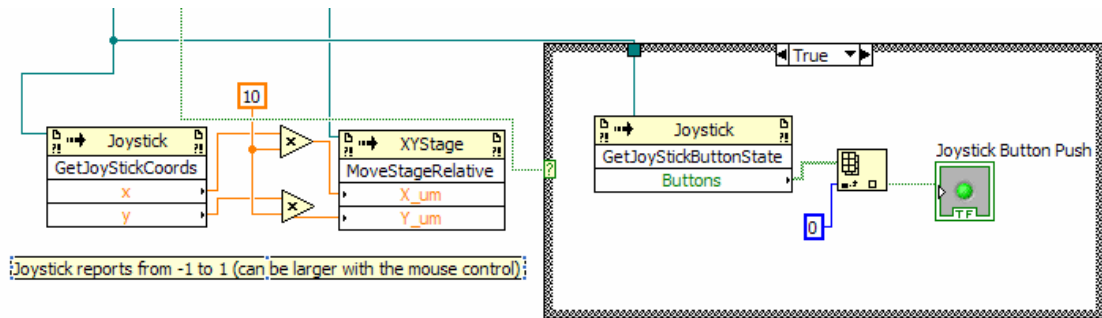 True
10
Joystick
GetJoyStickCoords
x
y
x
x
XYStage
MoveStageRelative
X_um
Y_um
?
Joystick
GetJoyStickButtonState
Buttons
0
Joystick Button Push
TF
Joystick reports from -1 to 1 (can be larger with the mouse control)